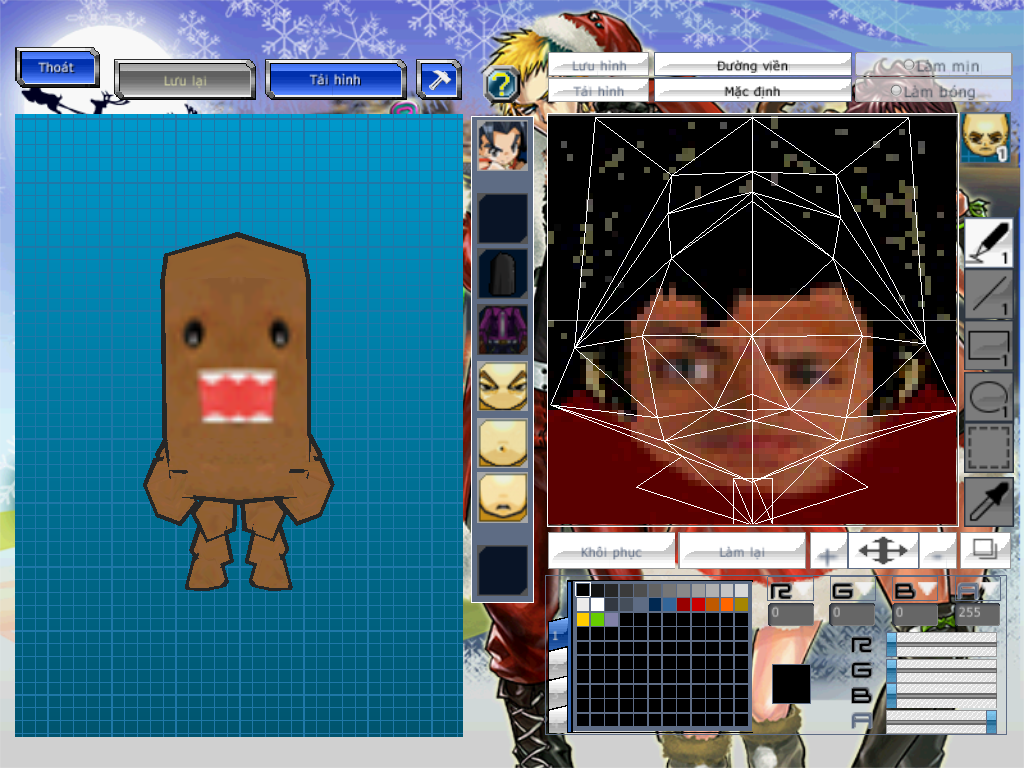 Thoát
Lưu lại
Tải hình
?
Lưu hình
Đường viền
Làm mịn
Tải hình
Mặc định
Làm bóng
1
1
1
1
1
Khôi phục
Làm lại
+
-
R
G
B
A
0
0
0
255
1
R
G
B
A